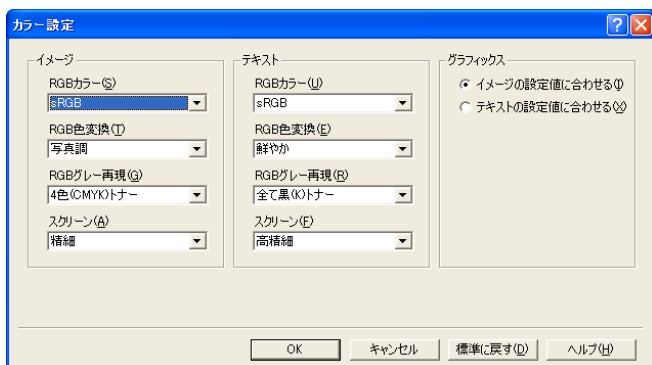 カラー設定
イメージ
RGBカラー(S)
sRGB
RGB色変換(T)
写真調
RGBグレー再現(G)
4色(CMYK)トナー
スクリーン(A)
精細
テキスト
RGBカラー(U)
sRGB
RGB色変換(E)
鮮やか
RGBグレー再現(R)
全て黒(K)トナー
スクリーン(F)
高精細
グラフィックス
イメージの設定値に合わせる(I)
テキストの設定値に合わせる(X)
OK
キャンセル
標準に戻す(D)
ヘルプ(H)